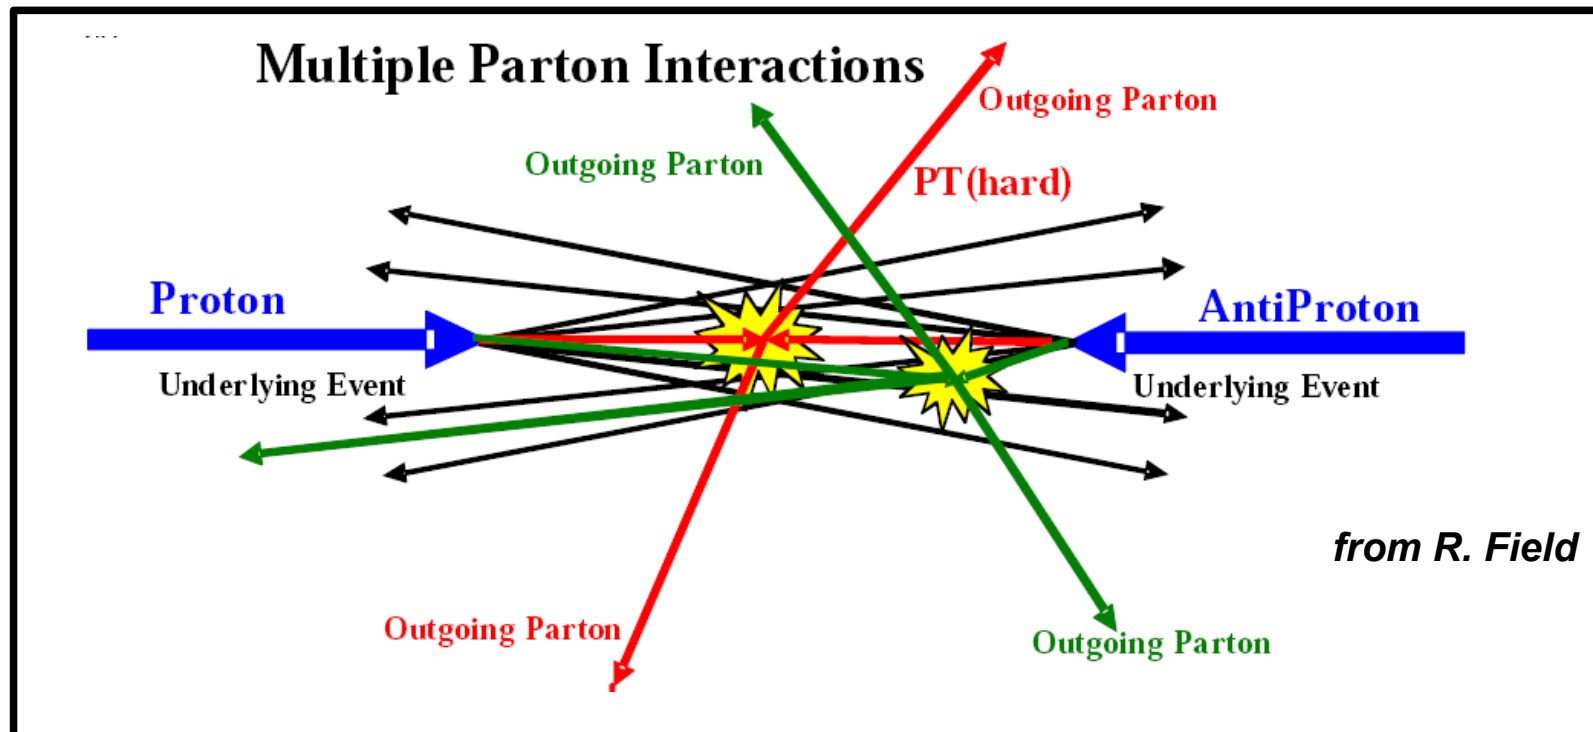 Multiple Parton Interactions
Outgoing Parton
Outgoing Parton
PT(hard)
Proton
AntiProton
Underlying Event
Underlying Event
from R. Field
Outgoing Parton
Outgoing Parton